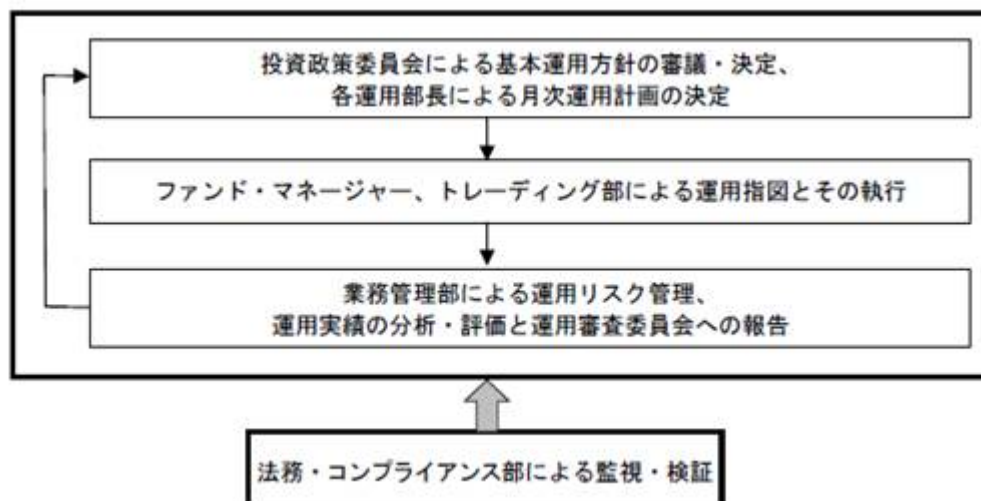 投資政策委員会による基本運用方針の審議・決定、
各運用部長による月次運用計画の決定
ファンド・マネージャー、トレーディング部による運用指図とその執行
業務管理部による運用リスク管理、
運用実績の分析・評価と運用審査委員会への報告
法務・コンプライアンス部による監視・検証